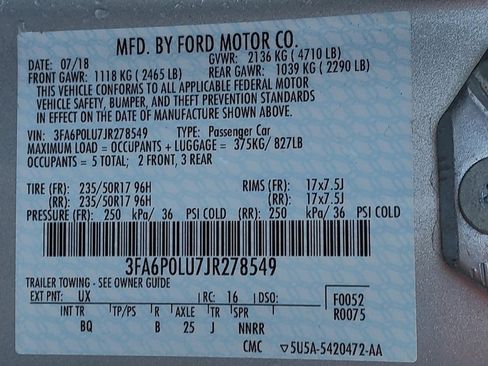 MFD. BY FORD MOTOR CO.
DATE: 07/18 GVWR: 2136 KG (4710 LB)
FRONT GAWR: 1118 KG (2465 LB) REAR GAWR: 1039 KG (2290 LB)
THIS VEHICLE CONFORMS TO ALL APPLICABLE FEDERAL MOTOR
VEHICLE SAFETY, BUMPER, AND THEFT PREVENTION STANDARDS
IN EFFECT ON THE DATE OF MANUFACTURE SHOWN ABOVE.
VIN: 3FA6P0LU7JR278549 TYPE: Passenger Car
MAXIMUM LOAD = OCCUPANTS + LUGGAGE = 375KG/ 827LB
OCCUPANTS = 5 TOTAL; 2 FRONT, 3 REAR
TIRE (FR): 235/50R17 96H RIMS (FR): 17x7.5J
(RR): 235/50R17 96H (RR): 17x7.5J
PRESSURE (FR): 250 kPa/ 36 PSI COLD (RR): 250 kPa/ 36 PSI COLD
3FA6P0LU7JR278549
TRAILER TOWING - SEE OWNER GUIDE
EXT PNT: UX RC: 16 DSO: F0052
INT TR TP/PS R AXLE TR SPR R0075
BQ B 25 J NNRR
CMC ▽5U5A-5420472-AA